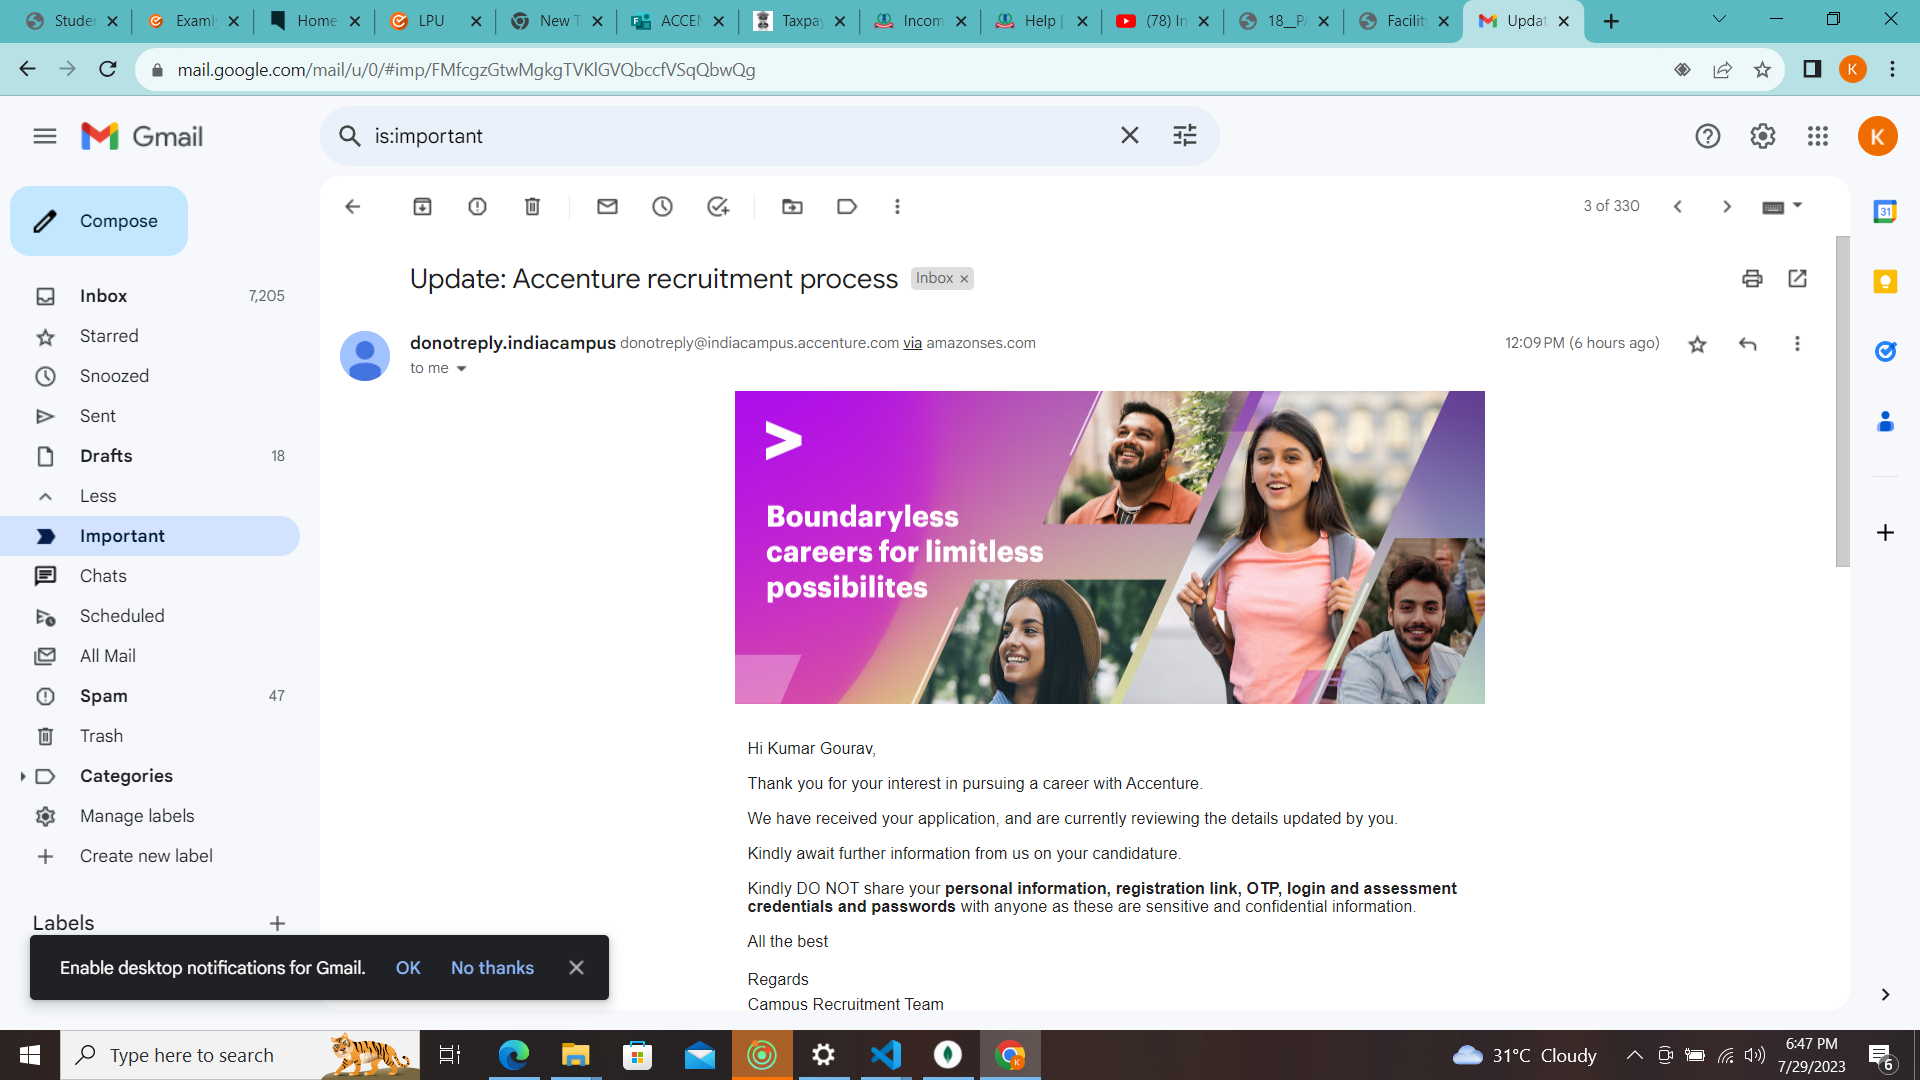 Studer
Examl
Home
LPU
New T
ACCEN
Taxpay
Incom
Help |
(78) In
18__PA
Facility
Updat
mail.google.com/mail/u/0/#imp/FMfcgzGtwMgkgTVKlGVQbccfVSqQbwQg
K
Gmail
is:important
K
Compose
3 of 330
31
Inbox 7,205
Starred
Snoozed
Sent
Drafts 18
Less
Important
Chats
Scheduled
All Mail
Spam 47
Trash
Categories
Manage labels
Create new label
Labels
Update: Accenture recruitment process Inbox
donotreply.indiacampus donotreply@indiacampus.accenture.com via amazonses.com
12:09 PM (6 hours ago)
to me
Boundaryless
careers for limitless
possibilites
Hi Kumar Gourav,
Thank you for your interest in pursuing a career with Accenture.
We have received your application, and are currently reviewing the details updated by you.
Kindly await further information from us on your candidature.
Kindly DO NOT share your personal information, registration link, OTP, login and assessment
credentials and passwords with anyone as these are sensitive and confidential information.
All the best
Regards
Campus Recruitment Team
Enable desktop notifications for Gmail. OK No thanks
Type here to search
31°C Cloudy
6:47 PM
7/29/2023
6